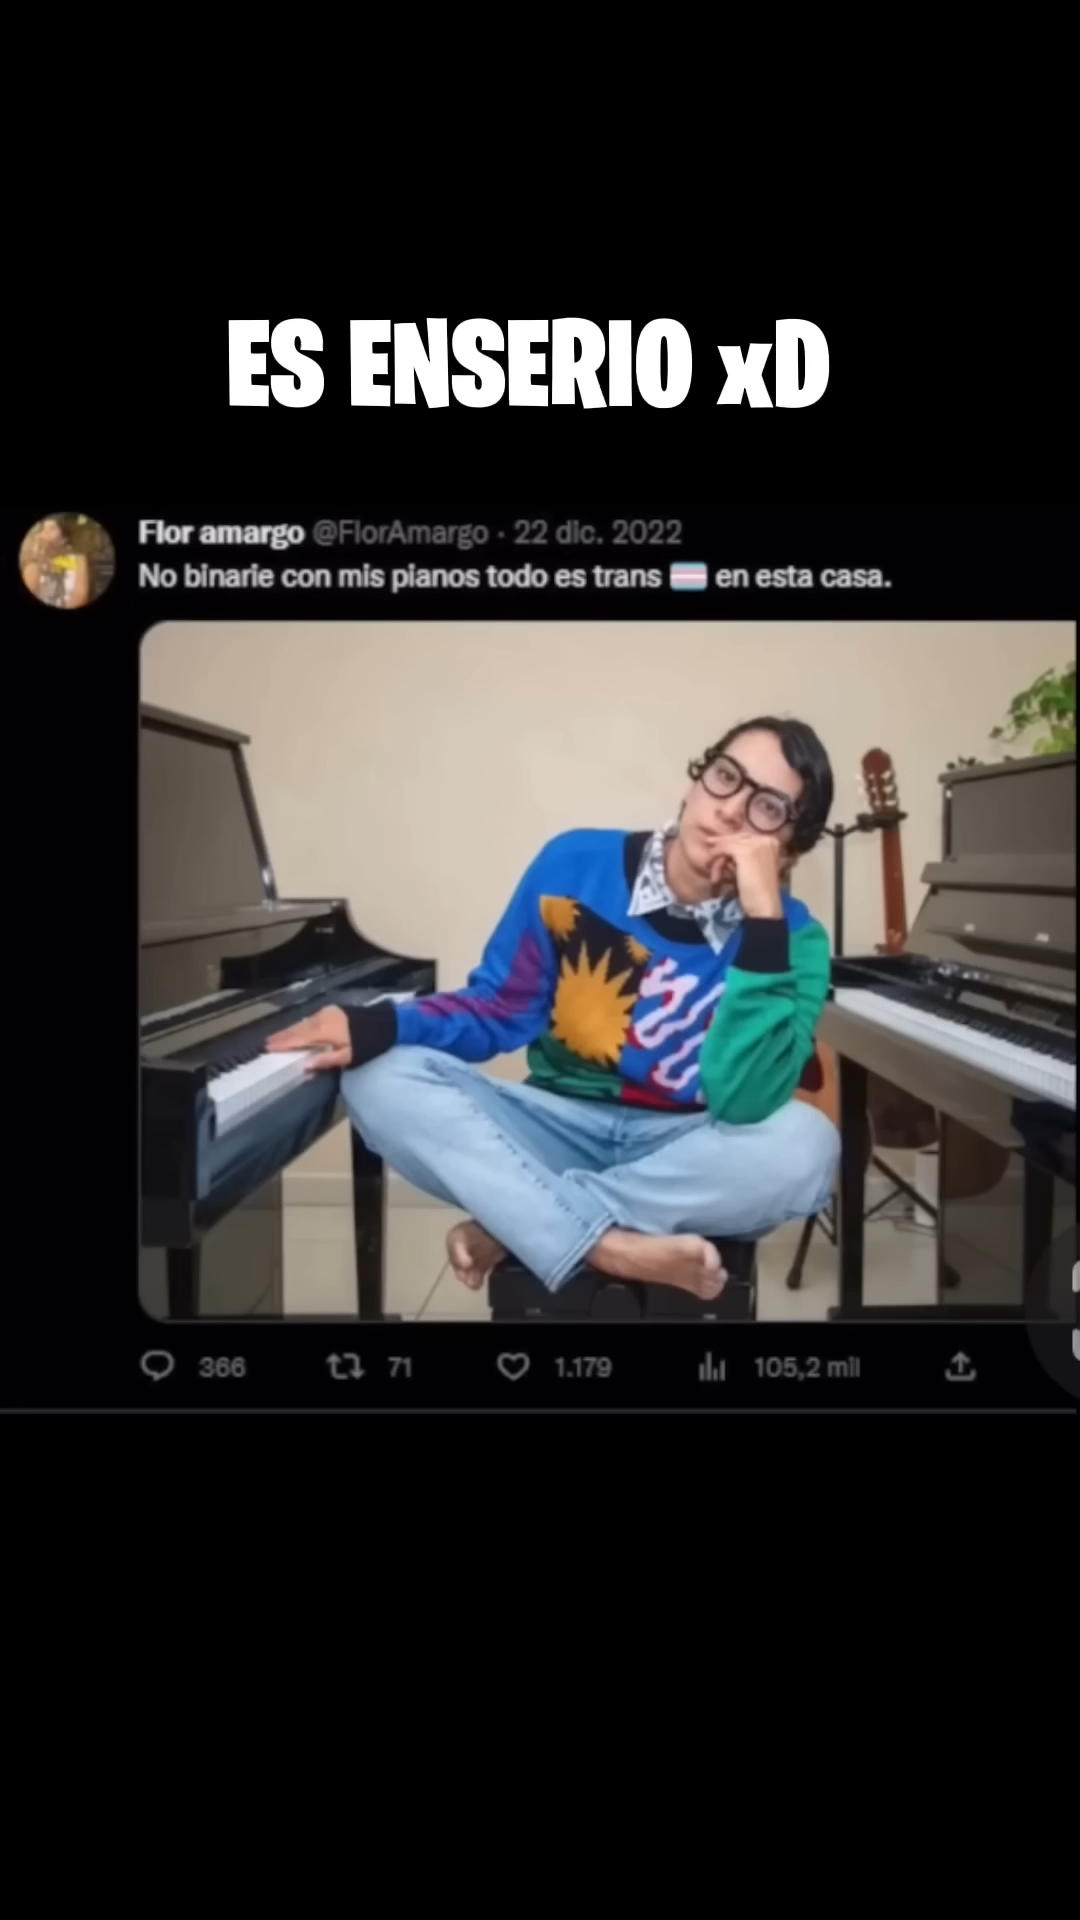 ES ENSERIO xD
Flor amargo @FlorAmargo · 22 dic. 2022
No binarie con mis pianos todo es trans 🏳️‍⚧️ en esta casa.
366 71 1.179 105,2 mil